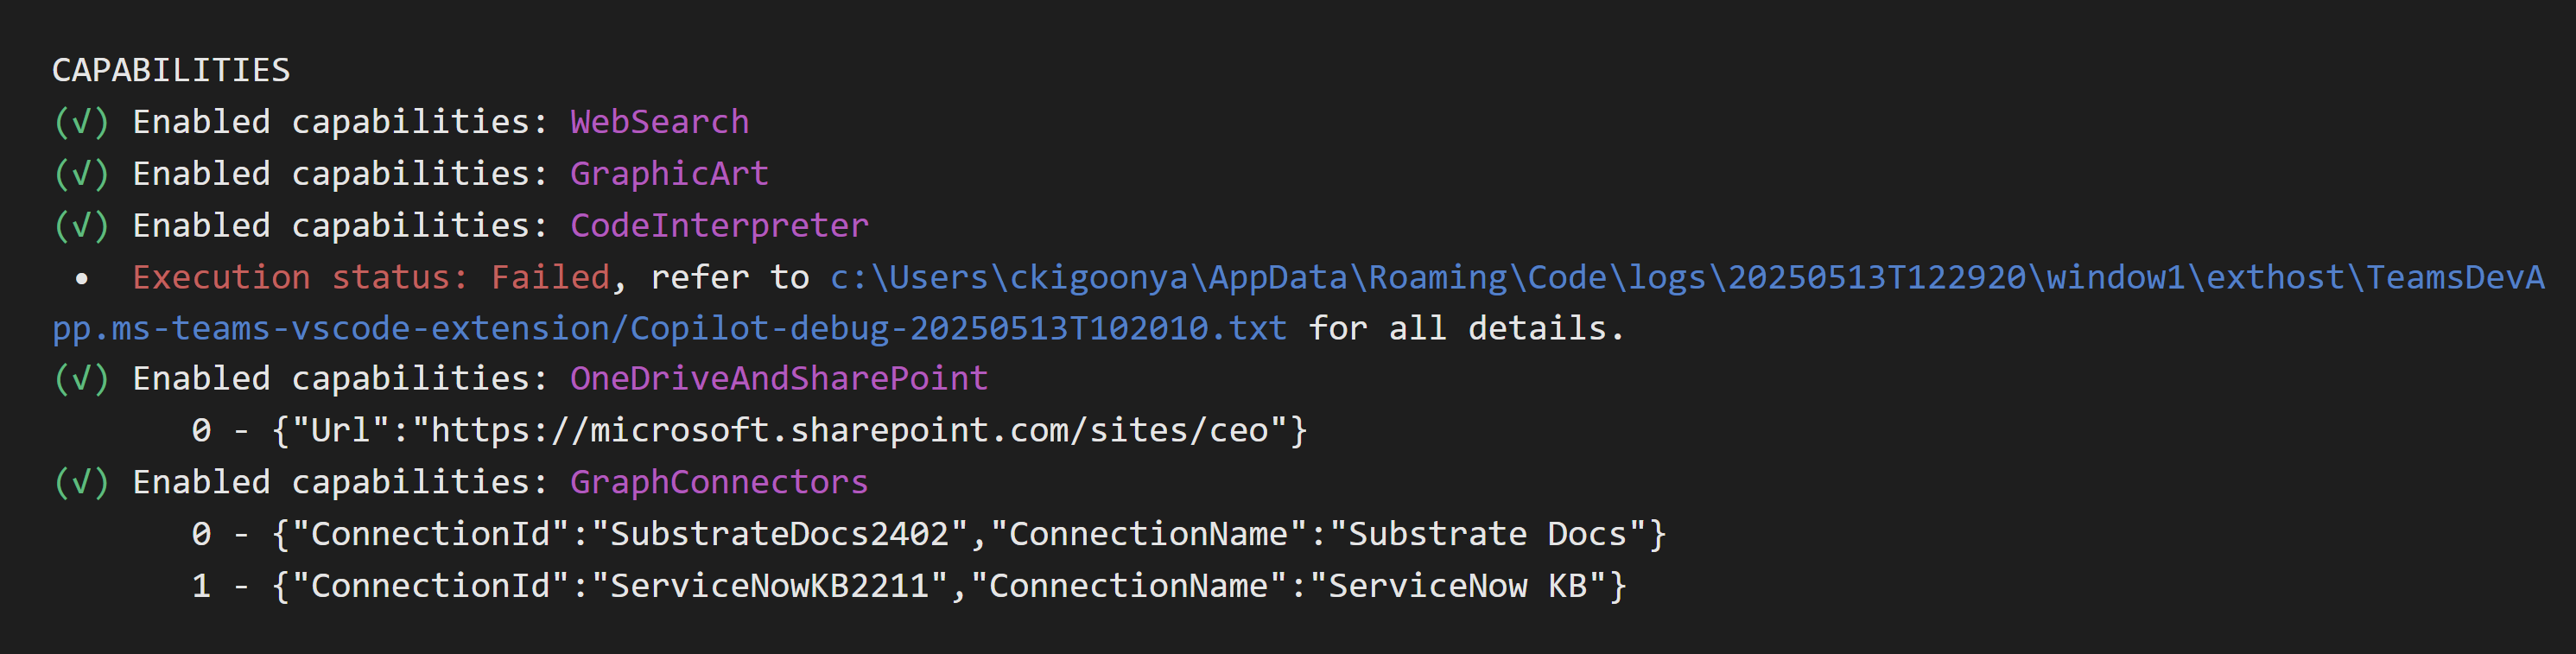 CAPABILITIES
(√) Enabled capabilities: WebSearch
(√) Enabled capabilities: GraphicArt
(√) Enabled capabilities: CodeInterpreter
• Execution status: Failed, refer to c:\Users\ckigoonya\AppData\Roaming\Code\logs\20250513T122920\window1\exthost\TeamsDevA
pp.ms-teams-vscode-extension/Copilot-debug-20250513T102010.txt for all details.
(√) Enabled capabilities: OneDriveAndSharePoint
0 - {"Url":"https://microsoft.sharepoint.com/sites/ceo"}
(√) Enabled capabilities: GraphConnectors
0 - {"ConnectionId":"SubstrateDocs2402","ConnectionName":"Substrate Docs"}
1 - {"ConnectionId":"ServiceNowKB2211","ConnectionName":"ServiceNow KB"}